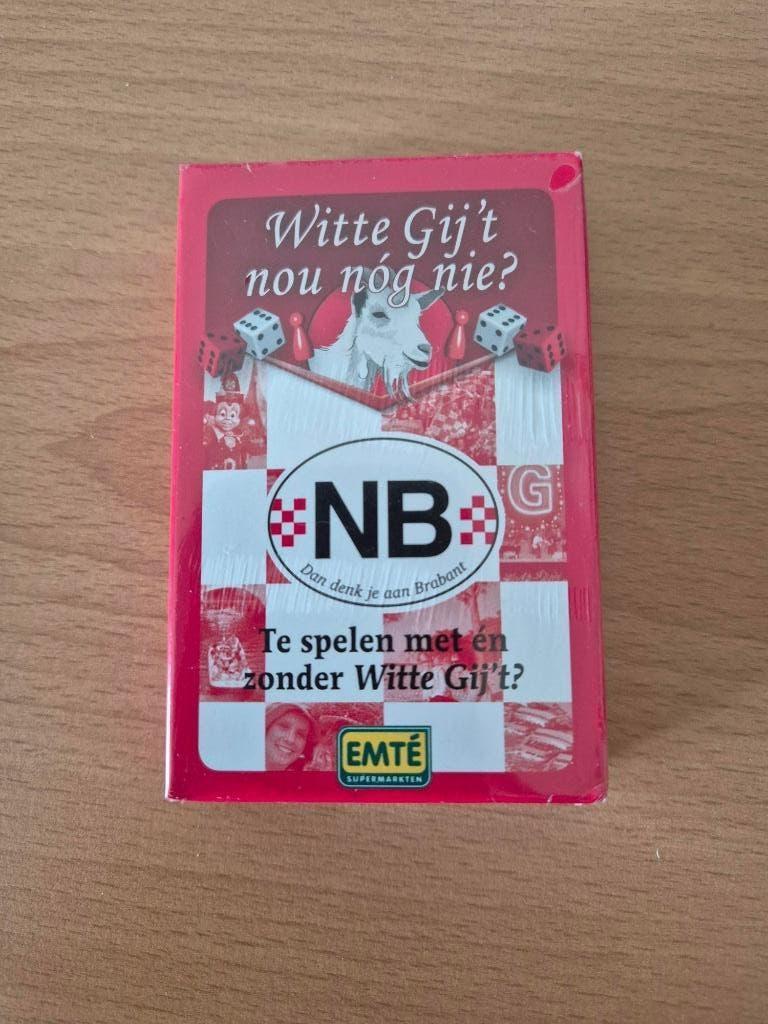 Witte Gij't
nou nóg nie?
G
NB
Dan denk je aan Brabant
Te spelen met én
zonder Witte Gij't?
EMTÉ
SUPERMARKTEN